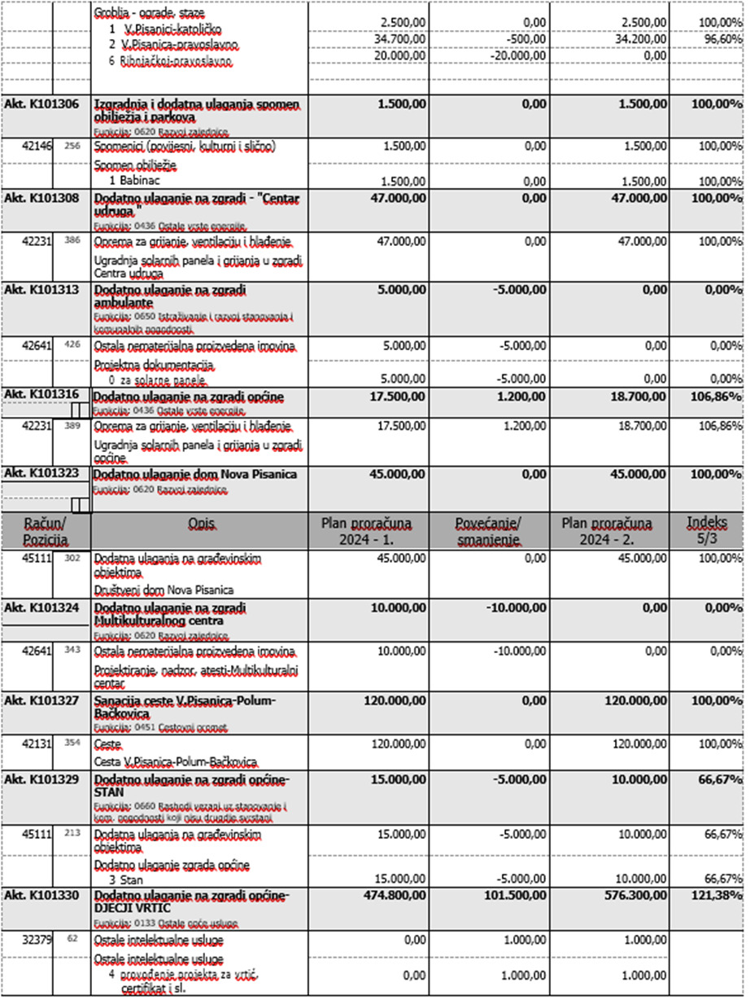 Groblja - ograde, staze
1 V.Pisanici-katoličko 2.500,00 0,00 2.500,00 100,00%
2 V.Pisanica-pravoslavno 34.700,00 -500,00 34.200,00 96,60%
6 Ribnjačkoj-pravoslavno 20.000,00 -20.000,00 0,00
Akt. K101306 Izgradnja i dodatna ulaganja spomen 1.500,00 0,00 1.500,00 100,00%
obilježja i parkova
Funkcija: 0620 Razvoj zajednice
42146 256 Spomenici (povijesni, kulturni i slično) 1.500,00 0,00 1.500,00 100,00%
Spomen obilježje
1 Babinac 1.500,00 0,00 1.500,00 100,00%
Akt. K101308 Dodatno ulaganje na zgradi - "Centar 47.000,00 0,00 47.000,00 100,00%
udruga "
Funkcija: 0436 Ostale vrste energije
42231 386 Oprema za grijanje, ventilaciju i hlađenje 47.000,00 0,00 47.000,00 100,00%
Ugradnja solarnih panela i grijanja u zgradi
Centra udruga
Akt. K101313 Dodatno ulaganje na zgradi 5.000,00 -5.000,00 0,00 0,00%
ambulante
Funkcija: 0650 Istraživanje i razvoj stanovanja i
komunalnih pogodnosti
42641 426 Ostala nematerijalna proizvedena imovina 5.000,00 -5.000,00 0,00 0,00%
Projektna dokumentacija
0 za solarne panele 5.000,00 -5.000,00 0,00 0,00%
Akt. K101316 Dodatno ulaganje na zgradi općine 17.500,00 1.200,00 18.700,00 106,86%
Funkcija: 0436 Ostale vrste energije
42231 389 Oprema za grijanje, ventilaciju i hlađenje 17.500,00 1.200,00 18.700,00 106,86%
Ugradnja solarnih panela i grijanja u zgradi
općine
Akt. K101323 Dodatno ulaganje dom Nova Pisanica 45.000,00 0,00 45.000,00 100,00%
Funkcija: 0620 Razvoj zajednice
Račun/ Opis Plan proračuna Povećanje/ Plan proračuna Indeks
Pozicija 2024 - 1. smanjenje 2024 - 2. 5/3
45111 302 Dodatna ulaganja na građevinskim 45.000,00 0,00 45.000,00 100,00%
objektima
Društveni dom Nova Pisanica
Akt. K101324 Dodatno ulaganje na zgradi 10.000,00 -10.000,00 0,00 0,00%
Multikulturalnog centra
Funkcija: 0620 Razvoj zajednice
42641 343 Ostala nematerijalna proizvedena imovina 10.000,00 -10.000,00 0,00 0,00%
Projektiranje, nadzor, atesti-Multikulturalni
centar
Akt. K101327 Sanacija ceste V.Pisanica-Polum- 120.000,00 0,00 120.000,00 100,00%
Bačkovica
Funkcija: 0451 Cestovni promet
42131 354 Ceste 120.000,00 0,00 120.000,00 100,00%
Cesta V.Pisanica-Polum-Bačkovica
Akt. K101329 Dodatno ulaganje na zgradi općine- 15.000,00 -5.000,00 10.000,00 66,67%
STAN
Funkcija: 0660 Rashodi vezani uz stanovanje i
kom. pogodnosti koji nisu drugdje svrstani
45111 213 Dodatna ulaganja na građevinskim 15.000,00 -5.000,00 10.000,00 66,67%
objektima
Dodatno ulaganje zgrada općine
3 Stan 15.000,00 -5.000,00 10.000,00 66,67%
Akt. K101330 Dodatno ulaganje na zgradi općine- 474.800,00 101.500,00 576.300,00 121,38%
DJECJI VRTIC
Funkcija: 0133 Ostale opće usluge
32379 62 Ostale intelektualne usluge 0,00 1.000,00 1.000,00
Ostale intelektualne usluge
4 provođenje projekta za vrtić, 0,00 1.000,00 1.000,00
certifikat i sl.